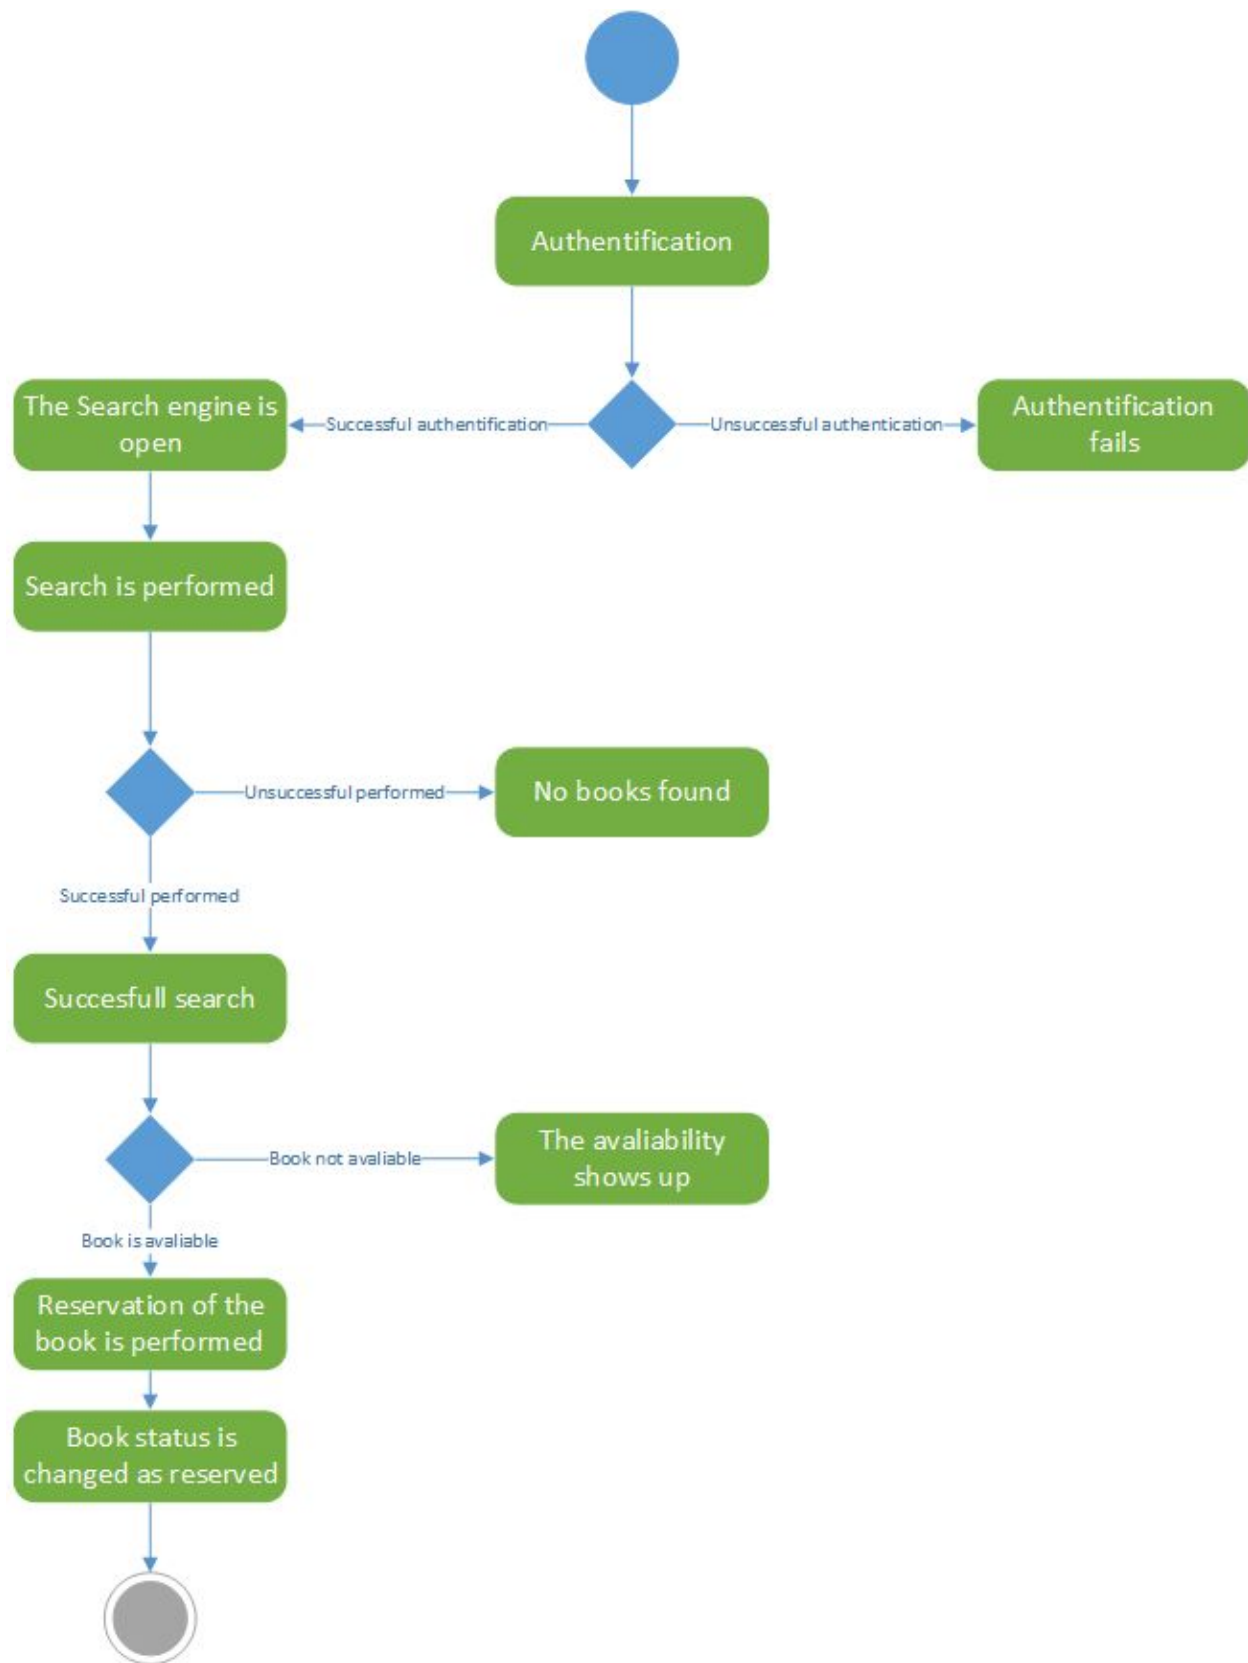 Authentification
The Search engine is
open
Successful authentification
Unsuccessful authentication
Authentification
fails
Search is performed
Unsuccessful performed
No books found
Successful performed
Succesfull search
Book not avaliable
The avaliability
shows up
Book is avaliable
Reservation of the
book is performed
Book status is
changed as reserved